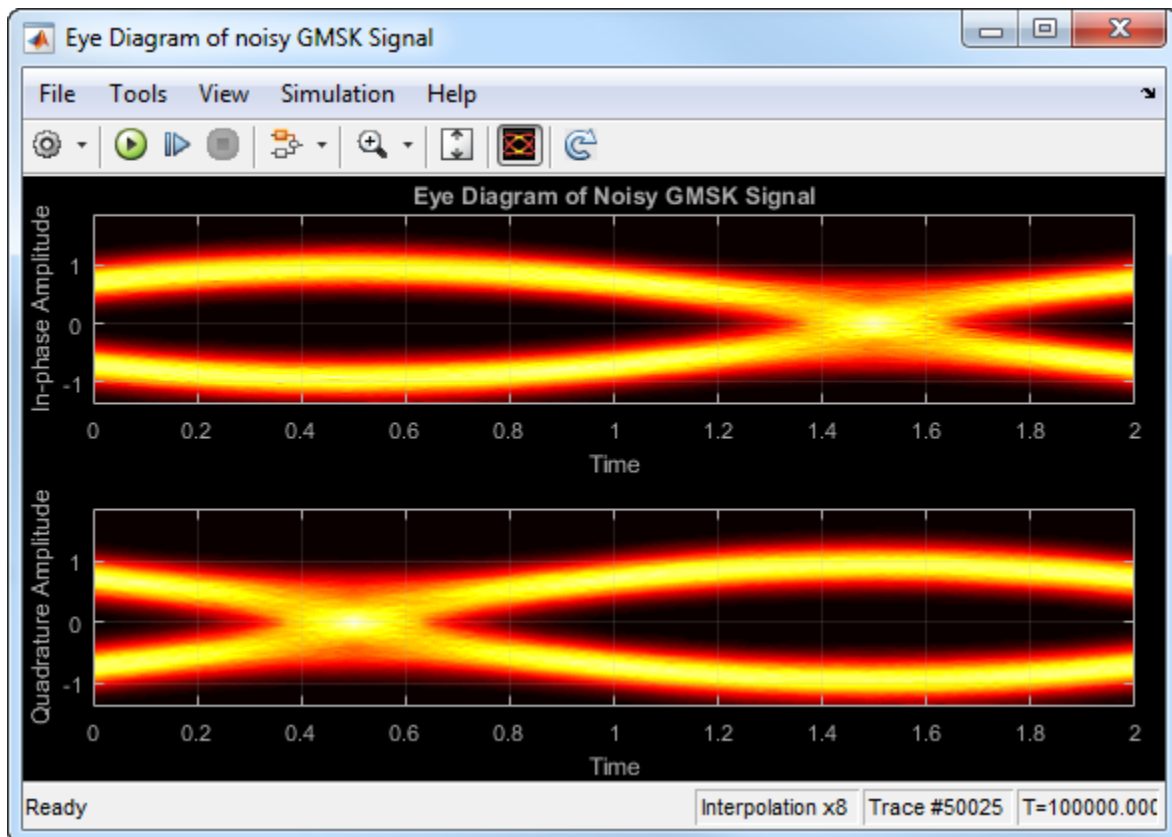 Eye Diagram of noisy GMSK Signal
File Tools View Simulation Help
Eye Diagram of Noisy GMSK Signal
In-phase Amplitude
1
0
-1
0 0.2 0.4 0.6 0.8 1 1.2 1.4 1.6 1.8 2
Time
Quadrature Amplitude
1
0
-1
0 0.2 0.4 0.6 0.8 1 1.2 1.4 1.6 1.8 2
Time
Ready Interpolation x8 Trace #50025 T=100000.000